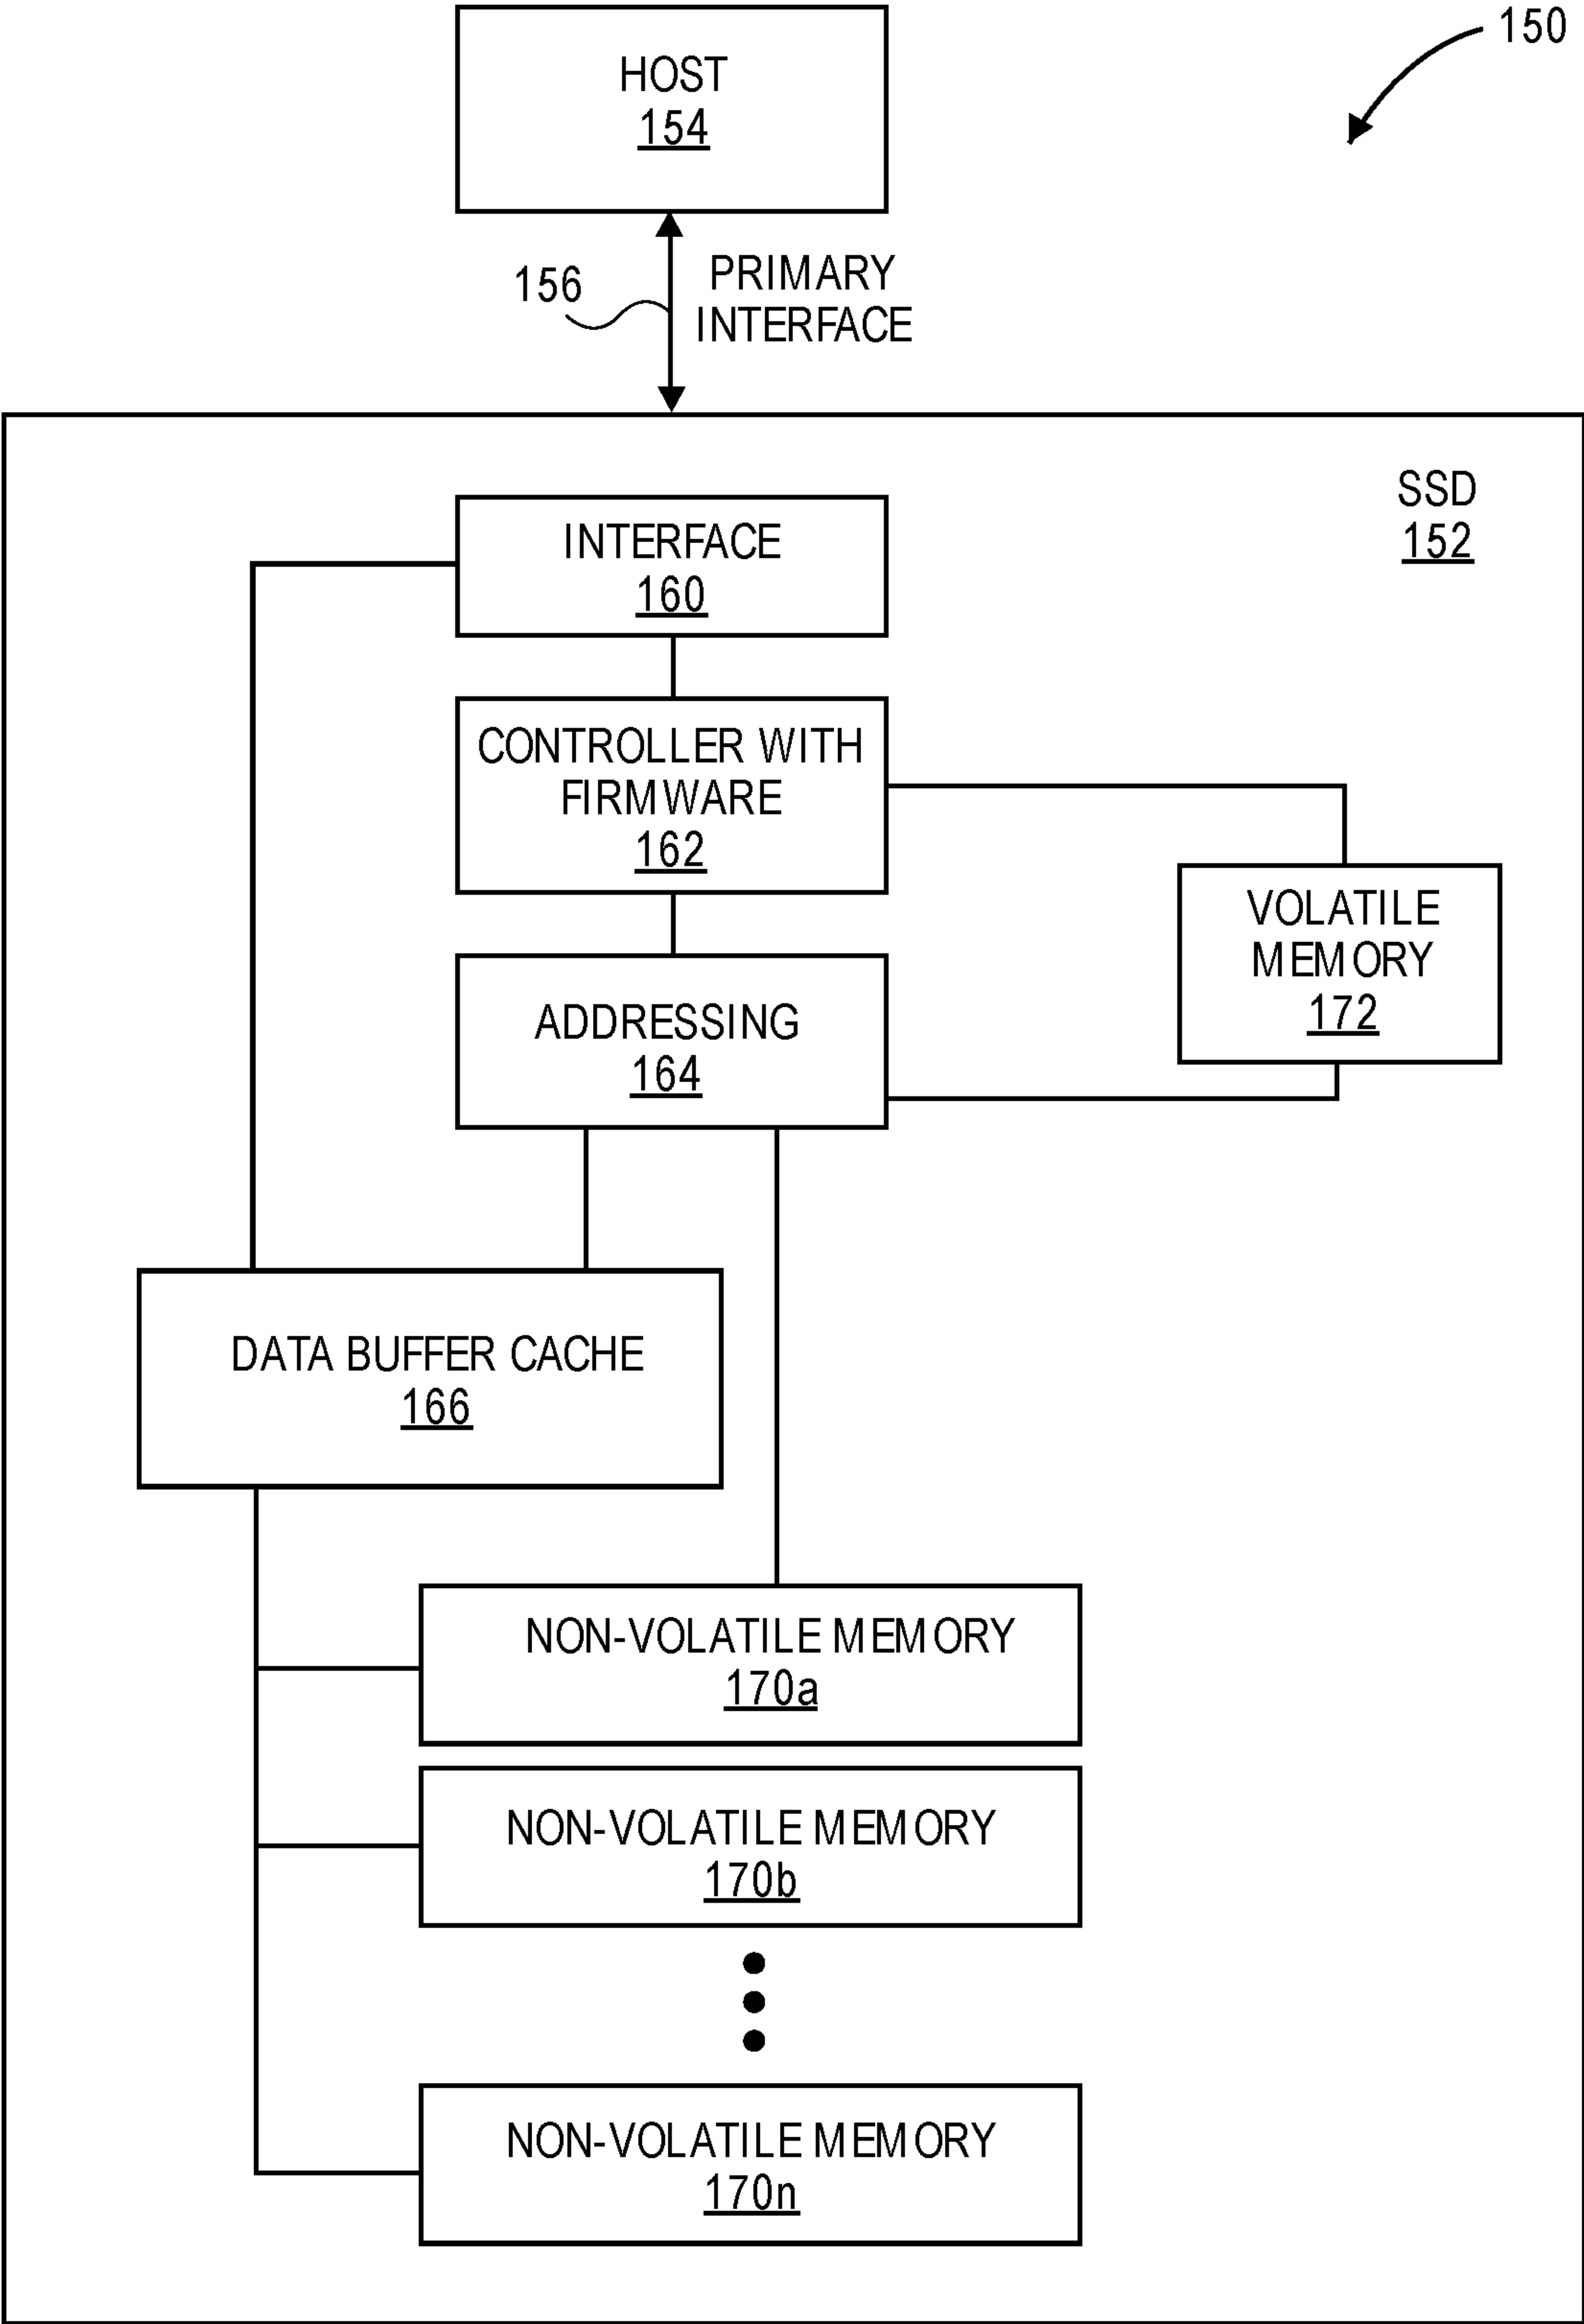 150
HOST
154
156
PRIMARY
INTERFACE
SSD
152
INTERFACE
160
CONTROLLER WITH
FIRMWARE
162
VOLATILE
MEMORY
172
ADDRESSING
164
DATA BUFFER CACHE
166
NON-VOLATILE MEMORY
170a
NON-VOLATILE MEMORY
170b
NON-VOLATILE MEMORY
170n